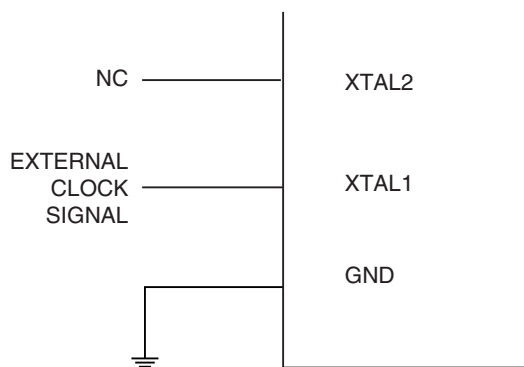 NC
XTAL2
EXTERNAL
CLOCK
SIGNAL
XTAL1
GND